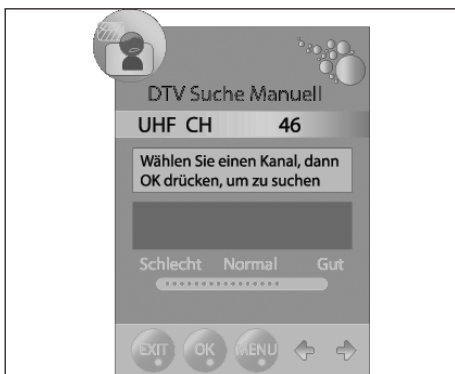 DTV Suche Manuell
UHF CH 46
Wählen Sie einen Kanal, dann
OK drücken, um zu suchen
Schlecht Normal Gut
EXIT OK MENU